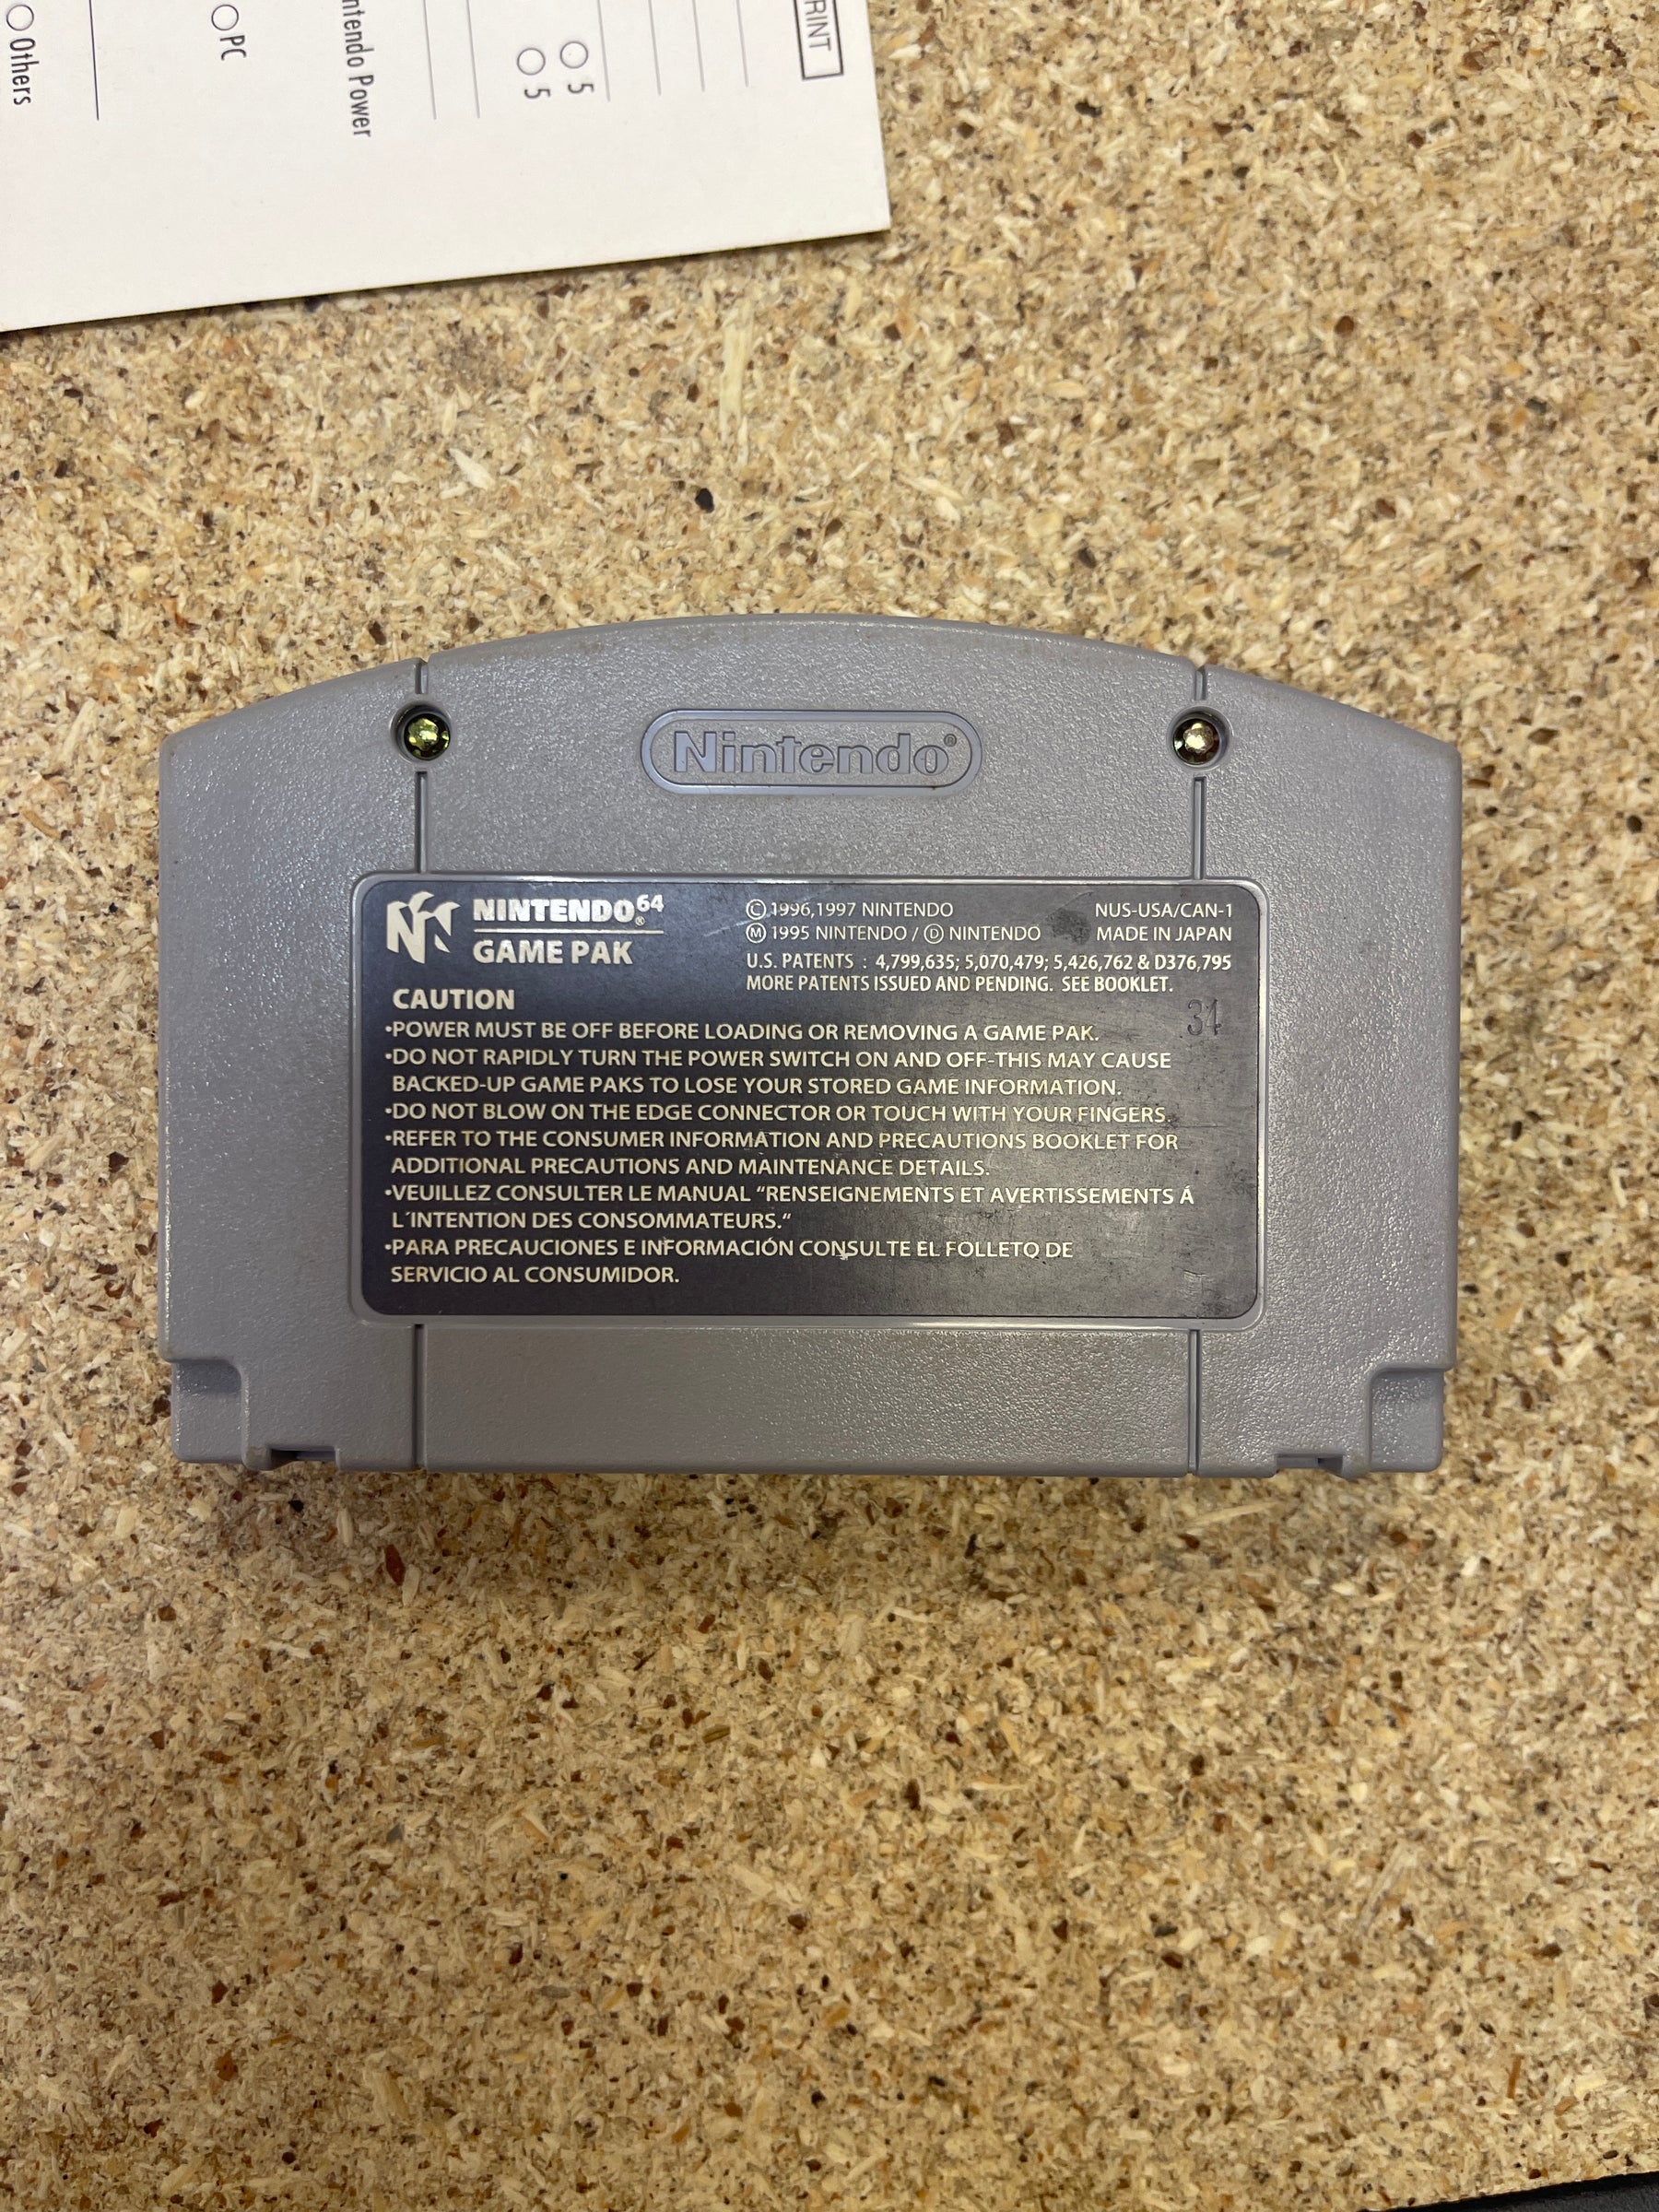 RINT
5
5
ntendo Power
PC
Others
Nintendo®
NINTENDO64®
GAME PAK
© 1996,1997 NINTENDO
Ⓜ 1995 NINTENDO / Ⓓ NINTENDO
NUS-USA/CAN-1
MADE IN JAPAN
U.S. PATENTS : 4,799,635; 5,070,479; 5,426,762 & D376,795
MORE PATENTS ISSUED AND PENDING. SEE BOOKLET.
31
CAUTION
•POWER MUST BE OFF BEFORE LOADING OR REMOVING A GAME PAK.
•DO NOT RAPIDLY TURN THE POWER SWITCH ON AND OFF-THIS MAY CAUSE
BACKED-UP GAME PAKS TO LOSE YOUR STORED GAME INFORMATION.
•DO NOT BLOW ON THE EDGE CONNECTOR OR TOUCH WITH YOUR FINGERS.
•REFER TO THE CONSUMER INFORMATION AND PRECAUTIONS BOOKLET FOR
ADDITIONAL PRECAUTIONS AND MAINTENANCE DETAILS.
•VEUILLEZ CONSULTER LE MANUAL “RENSEIGNEMENTS ET AVERTISSEMENTS Á
L´INTENTION DES CONSOMMATEURS.“
•PARA PRECAUCIONES E INFORMACIÓN CONSULTE EL FOLLETO DE
SERVICIO AL CONSUMIDOR.